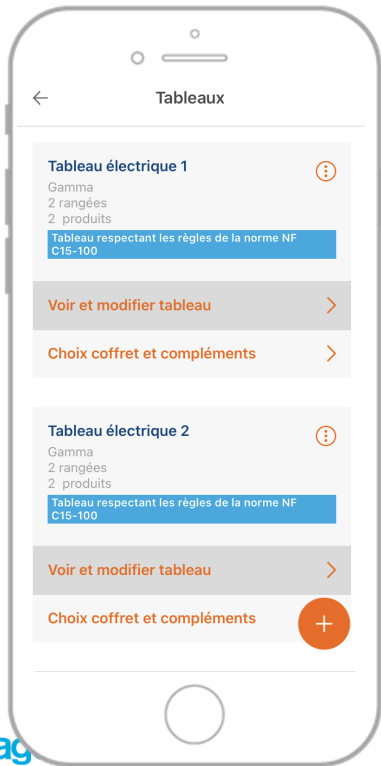 Tableaux
Tableau électrique 1
Gamma
2 rangées
2 produits
Tableau respectant les règles de la norme NF
C15-100
Voir et modifier tableau
Choix coffret et compléments
Tableau électrique 2
Gamma
2 rangées
2 produits
Tableau respectant les règles de la norme NF
C15-100
Voir et modifier tableau
Choix coffret et compléments
ag